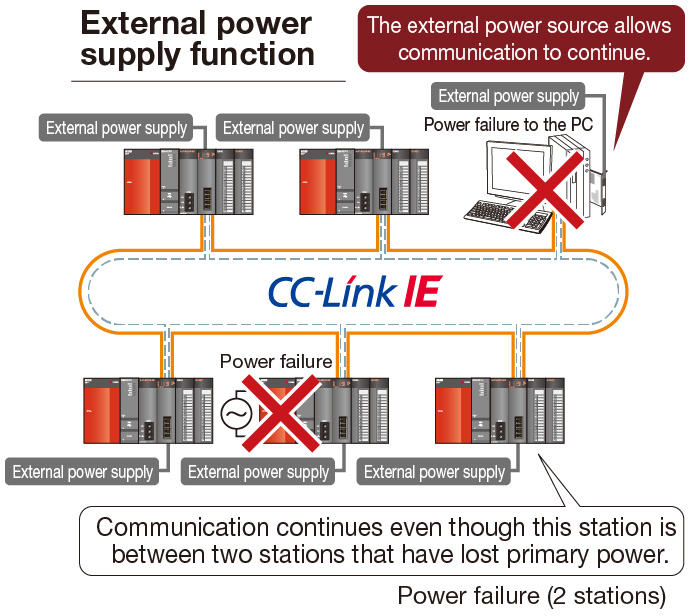 External power
supply function
The external power source allows
communication to continue.
External power supply
External power supply
External power supply
Power failure to the PC
CC-Línk IE
Power failure
External power supply
External power supply
External power supply
Communication continues even though this station is
between two stations that have lost primary power.
Power failure (2 stations)